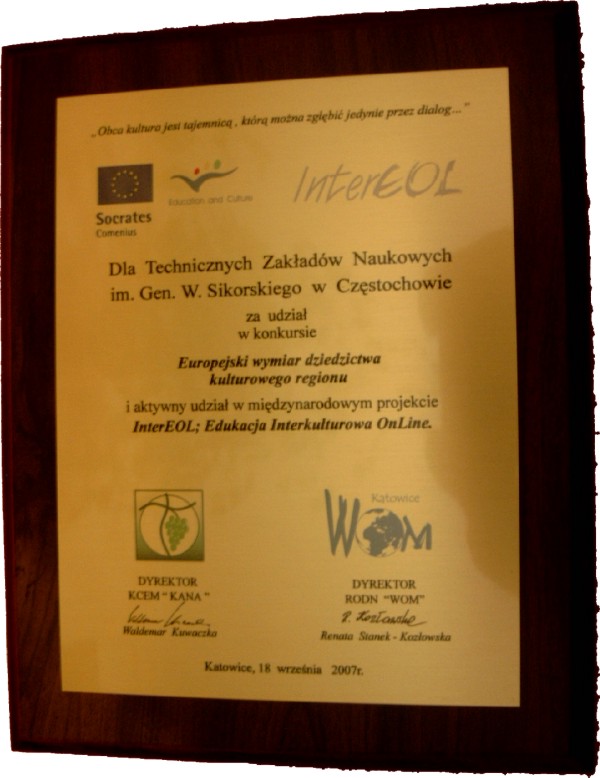 „Obca kultura jest tajemnicą , którą można zgłębić jedynie przez dialog...”
Socrates
Comenius
Education and Culture
InterEOL
Dla Technicznych Zakładów Naukowych
im. Gen. W. Sikorskiego w Częstochowie
za udział
w konkursie
Europejski wymiar dziedzictwa
kulturowego regionu
i aktywny udział w międzynarodowym projekcie
InterEOL; Edukacja Interkulturowa OnLine.
Katowice
WOM
DYREKTOR
KCEM “ KANA ”
Waldemar Kuwaczka
DYREKTOR
RODN “WOM”
R. Kozłowska
Renata Stanek - Kozłowska
Katowice, 18 września 2007r.